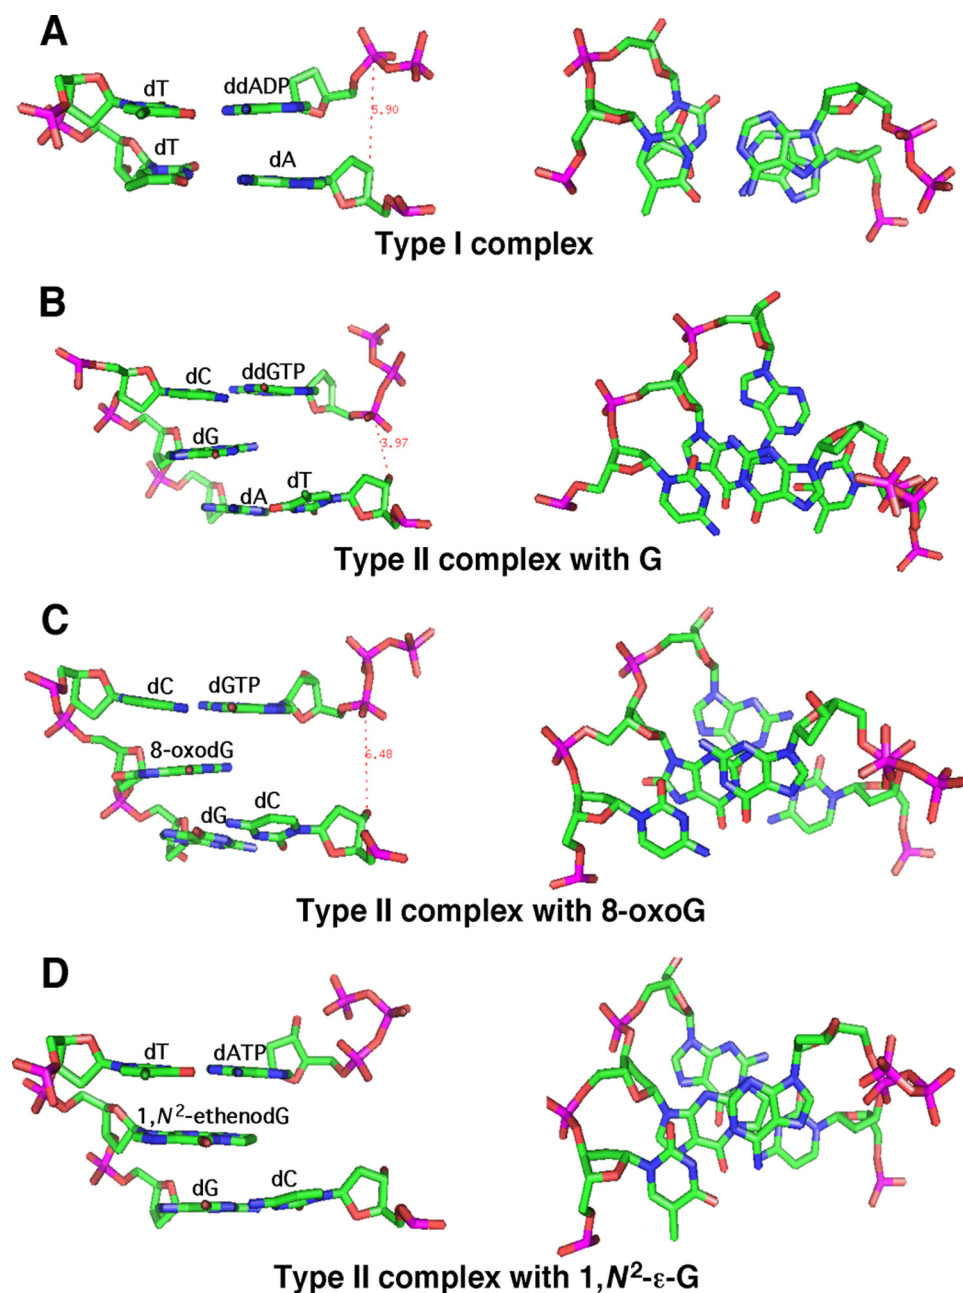 A
dT
ddADP
5.90
dT
dA
Type I complex
B
dC
ddGTP
3.97
dG
dA
dT
Type II complex with G
C
dC
dGTP
6.48
8-oxodG
dG
dC
Type II complex with 8-oxoG
D
dT
dATP
1,N²-ethenodG
dG
dC
Type II complex with 1,N²-ε-G